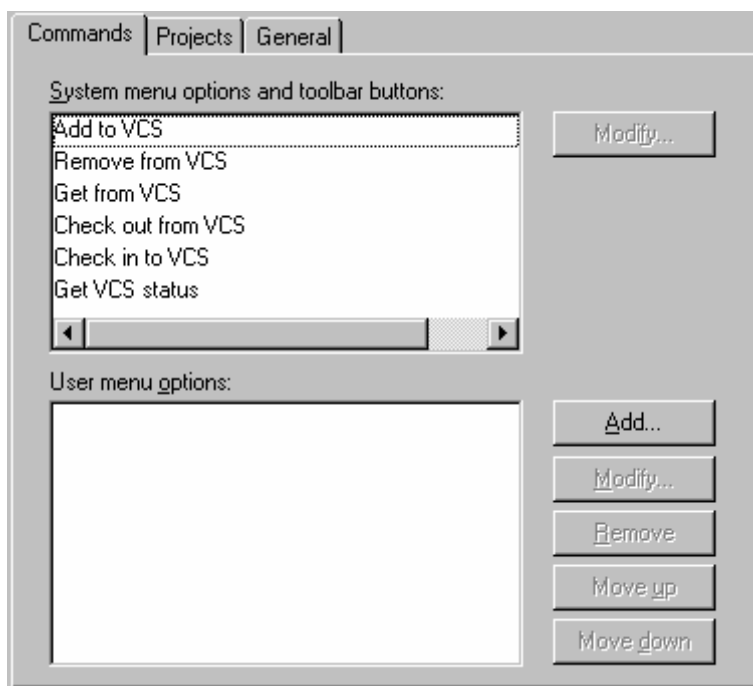 Commands Projects General
System menu options and toolbar buttons:
Add to VCS
Modify...
Remove from VCS
Get from VCS
Check out from VCS
Check in to VCS
Get VCS status
User menu options:
Add...
Modify...
Remove
Move up
Move down